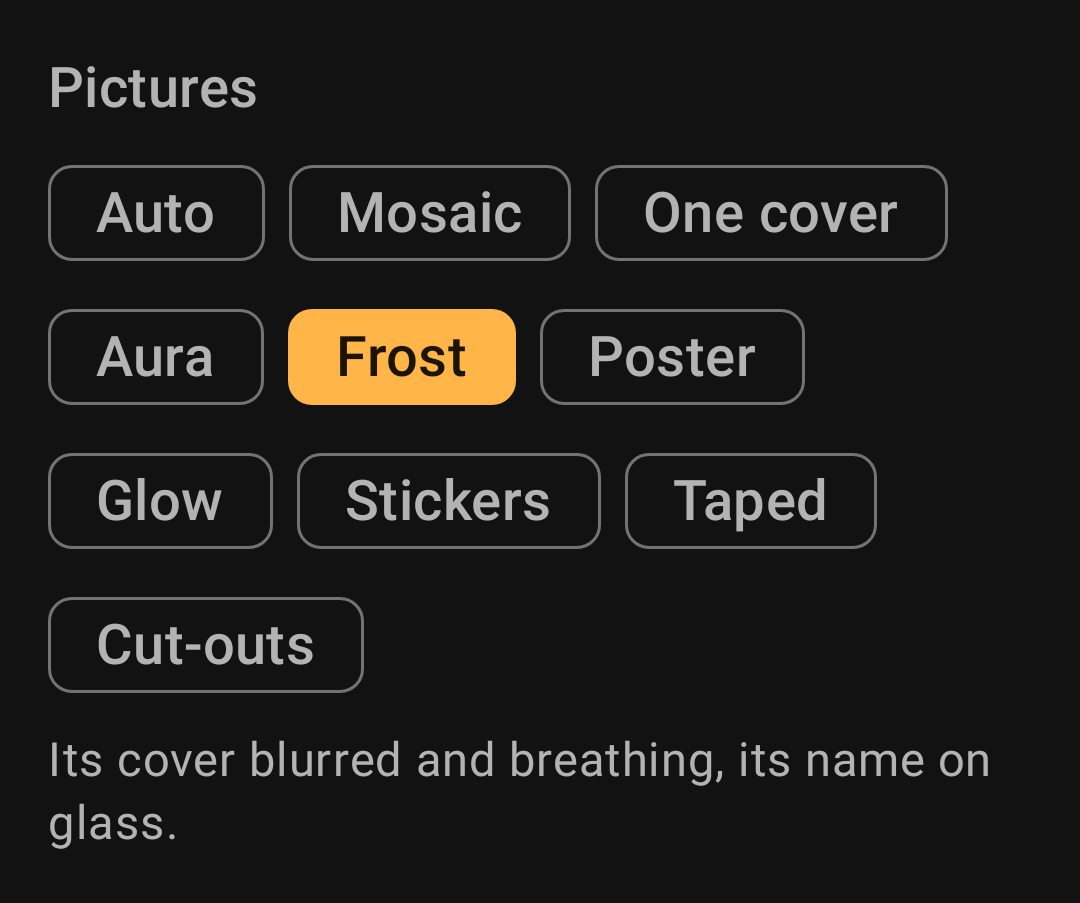 Pictures
Auto Mosaic One cover
Aura Frost Poster
Glow Stickers Taped
Cut-outs
Its cover blurred and breathing, its name on
glass.